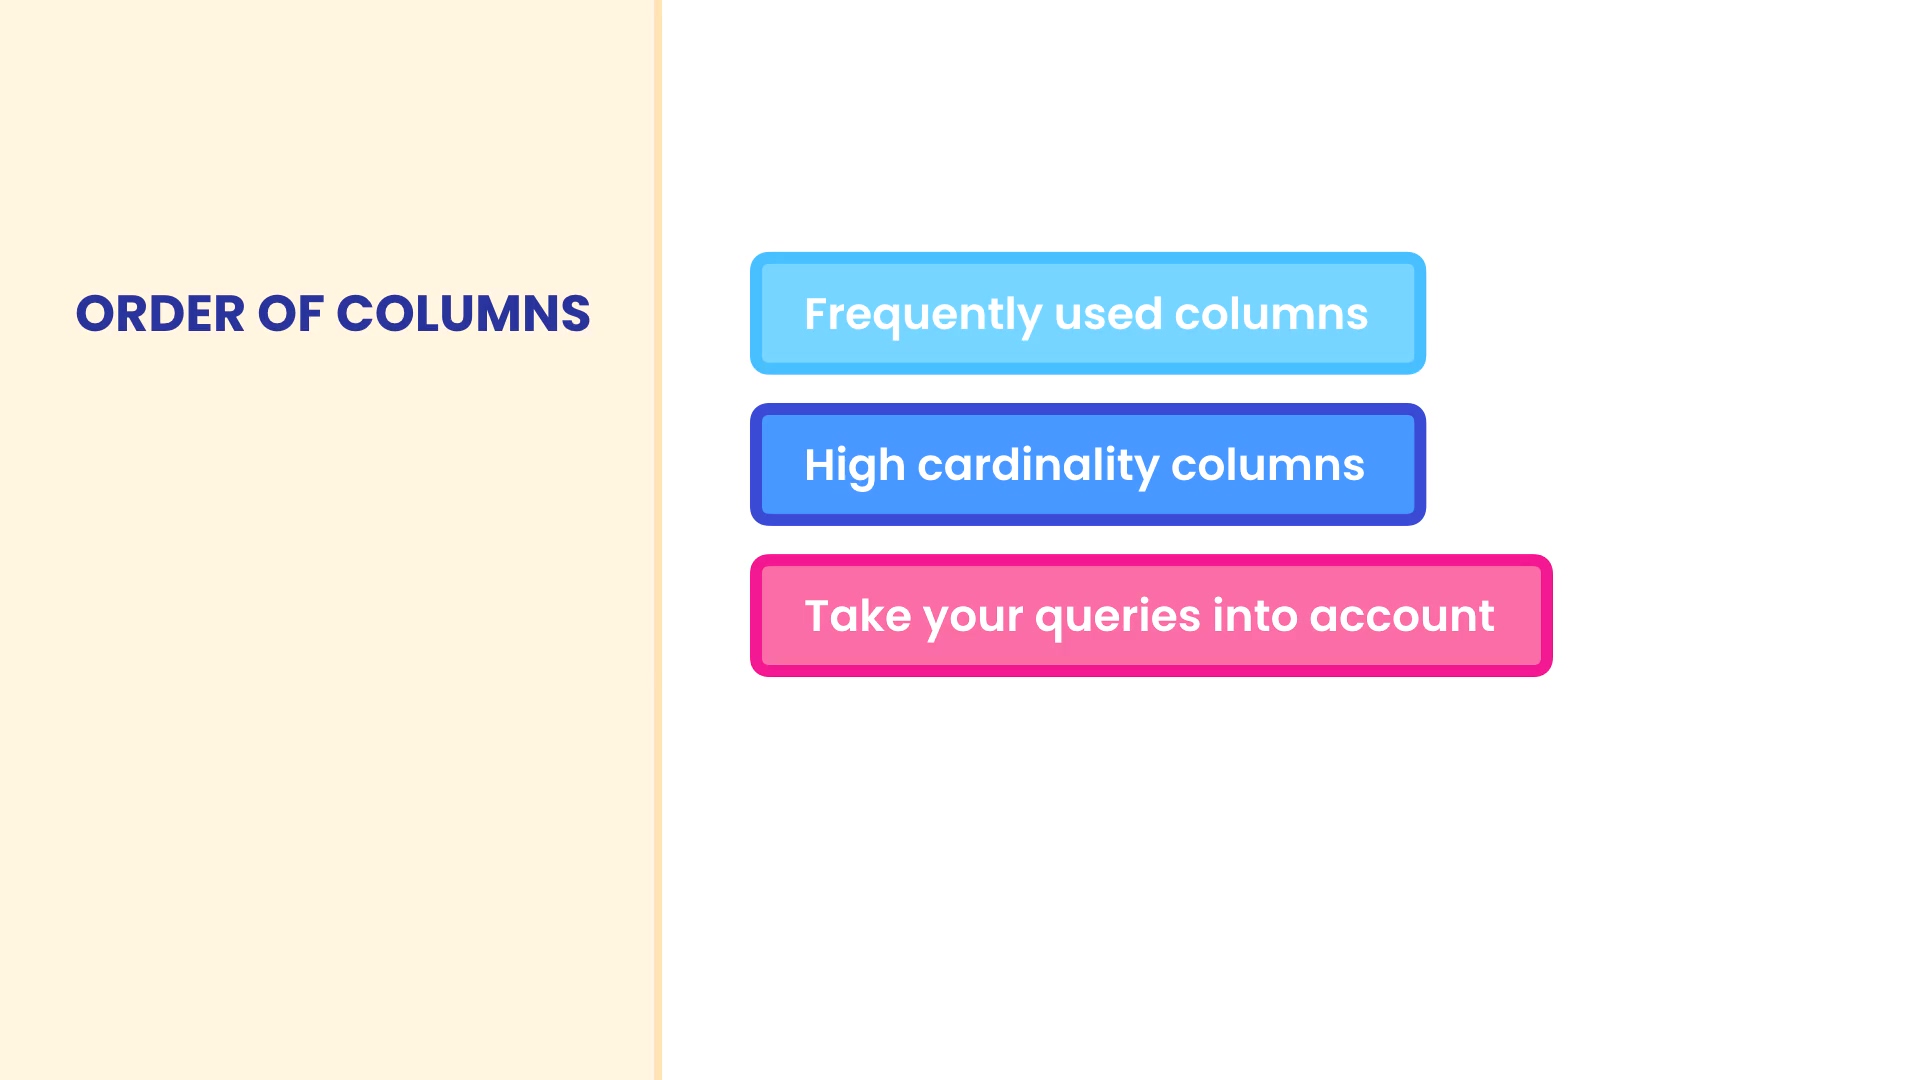 ORDER OF COLUMNS
Frequently used columns
High cardinality columns
Take your queries into account